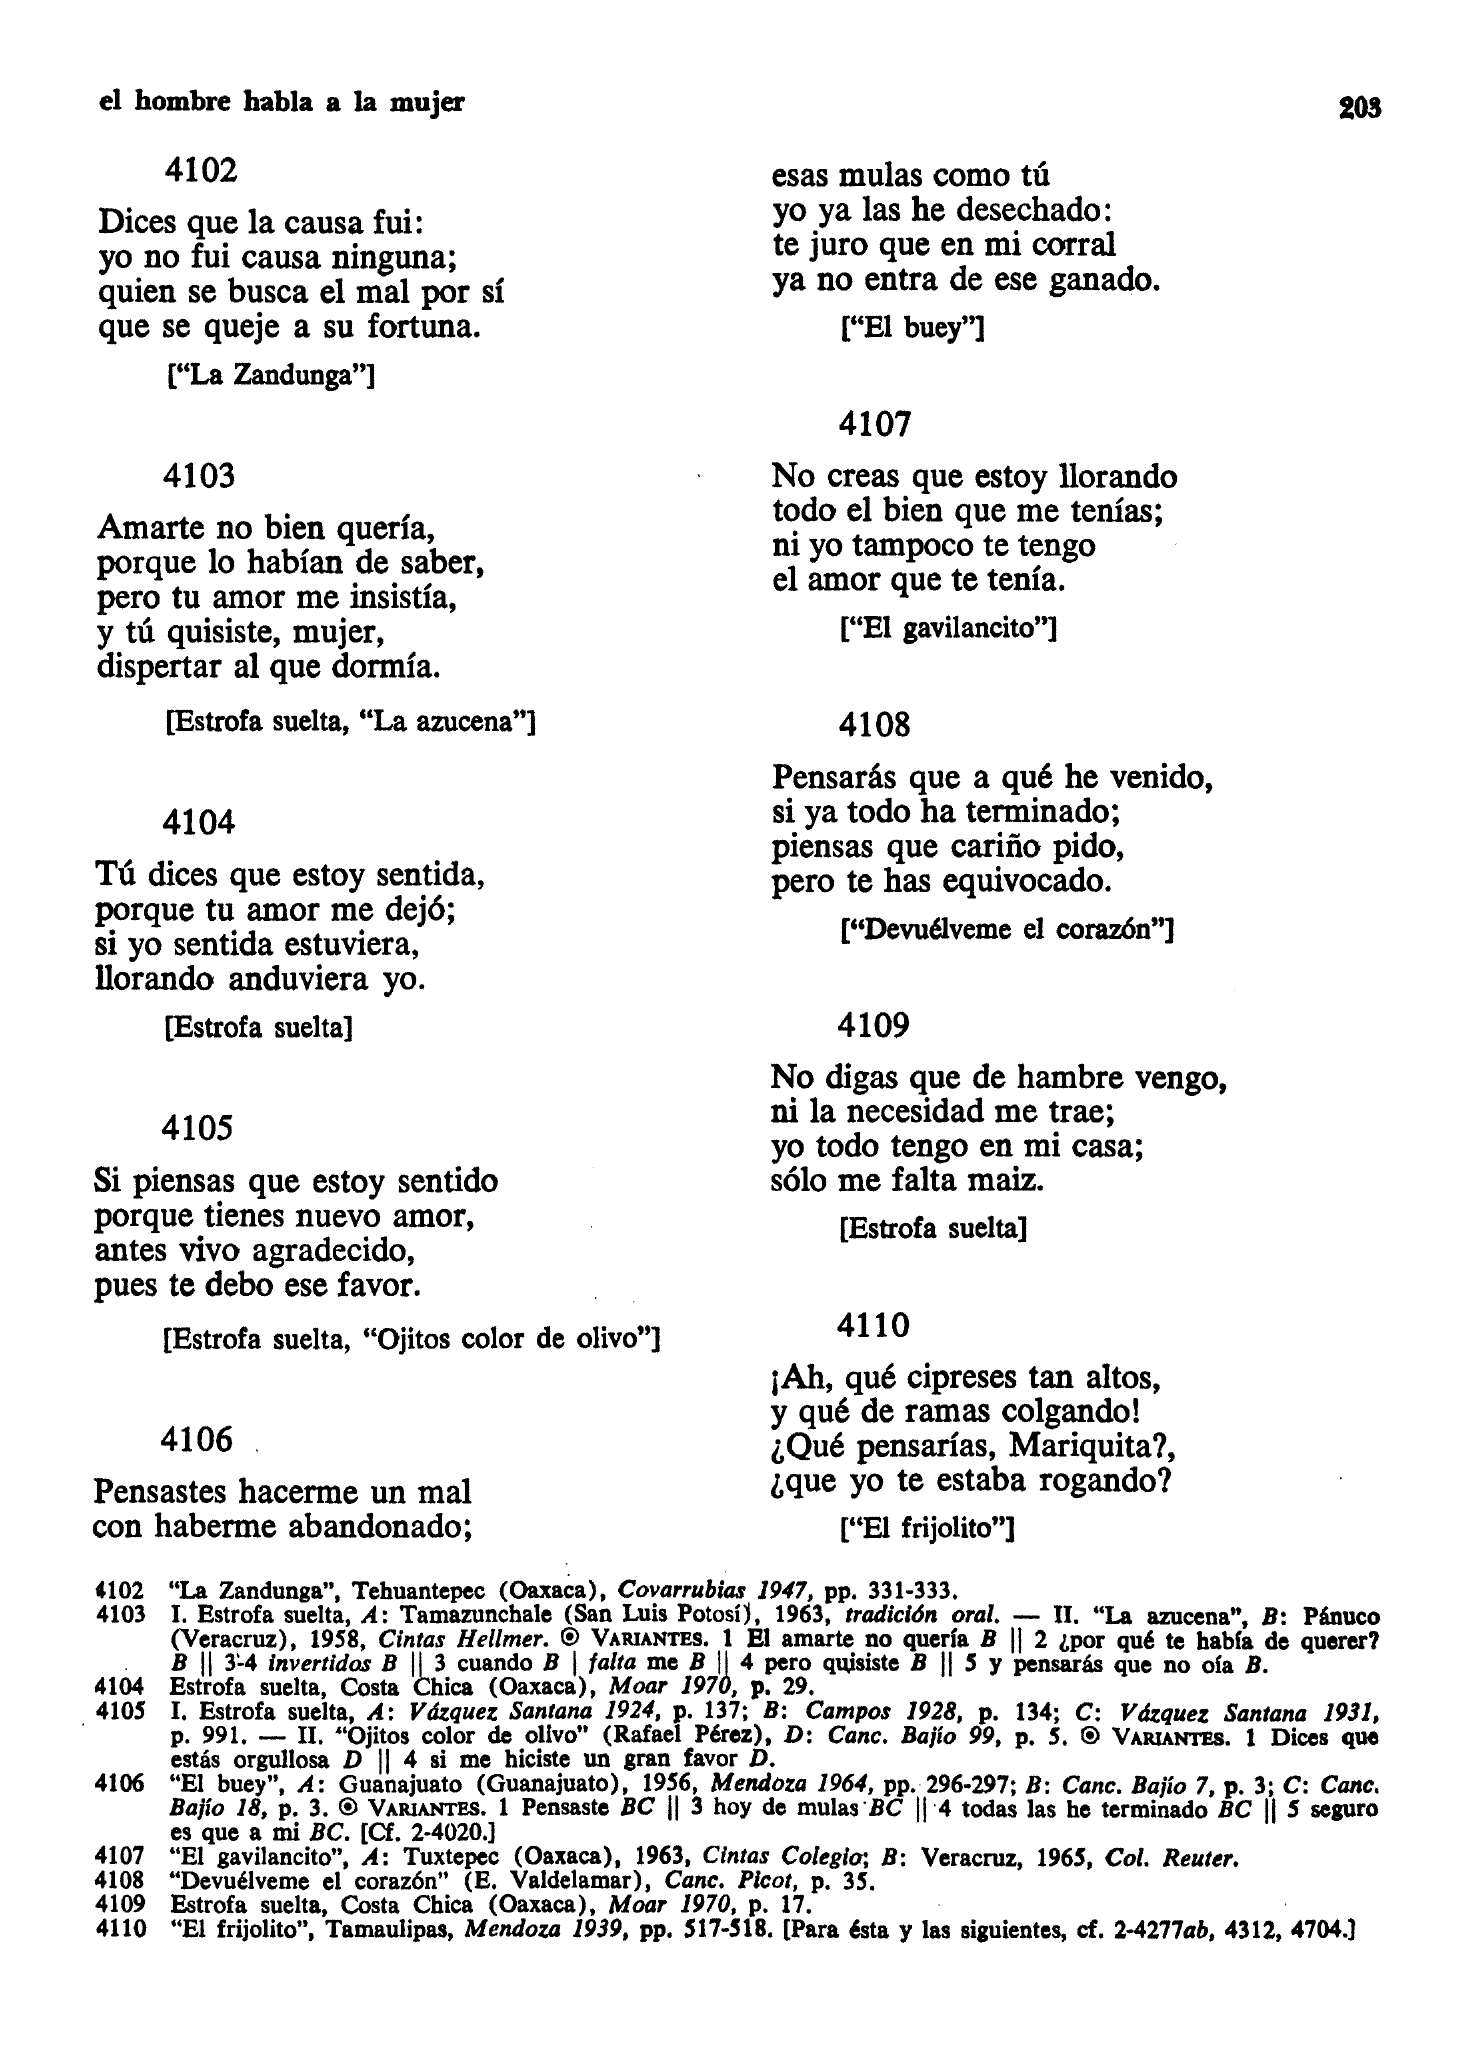 el hombre habla a la mujer
203
4102
Dices que la causa fui:
yo no fui causa ninguna;
quien se busca el mal por sí
que se queje a su fortuna.
[“La Zandunga”]
4103
Amarte no bien quería,
porque lo habían de saber,
pero tu amor me insistía,
y tú quisiste, mujer,
dispertar al que dormía.
[Estrofa suelta, “La azucena”]
4104
Tú dices que estoy sentida,
porque tu amor me dejó;
si yo sentida estuviera,
llorando anduviera yo.
[Estrofa suelta]
4105
Si piensas que estoy sentido
porque tienes nuevo amor,
antes vivo agradecido,
pues te debo ese favor.
[Estrofa suelta, “Ojitos color de olivo”]
4106
Pensastes hacerme un mal
con haberme abandonado;
esas mulas como tú
yo ya las he desechado:
te juro que en mi corral
ya no entra de ese ganado.
[“El buey”]
4107
No creas que estoy llorando
todo el bien que me tenías;
ni yo tampoco te tengo
el amor que te tenía.
[“El gavilancito”]
4108
Pensarás que a qué he venido,
si ya todo ha terminado;
piensas que cariño pido,
pero te has equivocado.
[“Devuélveme el corazón”]
4109
No digas que de hambre vengo,
ni la necesidad me trae;
yo todo tengo en mi casa;
sólo me falta maiz.
[Estrofa suelta]
4110
¡Ah, qué cipreses tan altos,
y qué de ramas colgando!
¿Qué pensarías, Mariquita?,
¿que yo te estaba rogando?
[“El frijolito”]
4102 “La Zandunga”, Tehuantepec (Oaxaca), Covarrubias 1947, pp. 331-333.
4103 I. Estrofa suelta, A: Tamazunchale (San Luis Potosí), 1963, tradición oral. — II. “La azucena”, B: Pánuco
(Veracruz), 1958, Cintas Hellmer. ⊙ VARIANTES. 1 El amarte no quería B || 2 ¿por qué te había de querer?
B || 3-4 invertidos B || 3 cuando B | falta me B || 4 pero quisiste B || 5 y pensarás que no oía B.
4104 Estrofa suelta, Costa Chica (Oaxaca), Moar 1970, p. 29.
4105 I. Estrofa suelta, A: Vázquez Santana 1924, p. 137; B: Campos 1928, p. 134; C: Vázquez Santana 1931,
p. 991. — II. “Ojitos color de olivo” (Rafael Pérez), D: Canc. Bajío 99, p. 5. ⊙ VARIANTES. 1 Dices que
estás orgullosa D || 4 si me hiciste un gran favor D.
4106 “El buey”, A: Guanajuato (Guanajuato), 1956, Mendoza 1964, pp. 296-297; B: Canc. Bajío 7, p. 3; C: Canc.
Bajío 18, p. 3. ⊙ VARIANTES. 1 Pensaste BC || 3 hoy de mulas BC || 4 todas las he terminado BC || 5 seguro
es que a mi BC. [Cf. 2-4020.]
4107 “El gavilancito”, A: Tuxtepec (Oaxaca), 1963, Cintas Colegio; B: Veracruz, 1965, Col. Reuter.
4108 “Devuélveme el corazón” (E. Valdelamar), Canc. Picot, p. 35.
4109 Estrofa suelta, Costa Chica (Oaxaca), Moar 1970, p. 17.
4110 “El frijolito”, Tamaulipas, Mendoza 1939, pp. 517-518. [Para ésta y las siguientes, cf. 2-4277ab, 4312, 4704.]